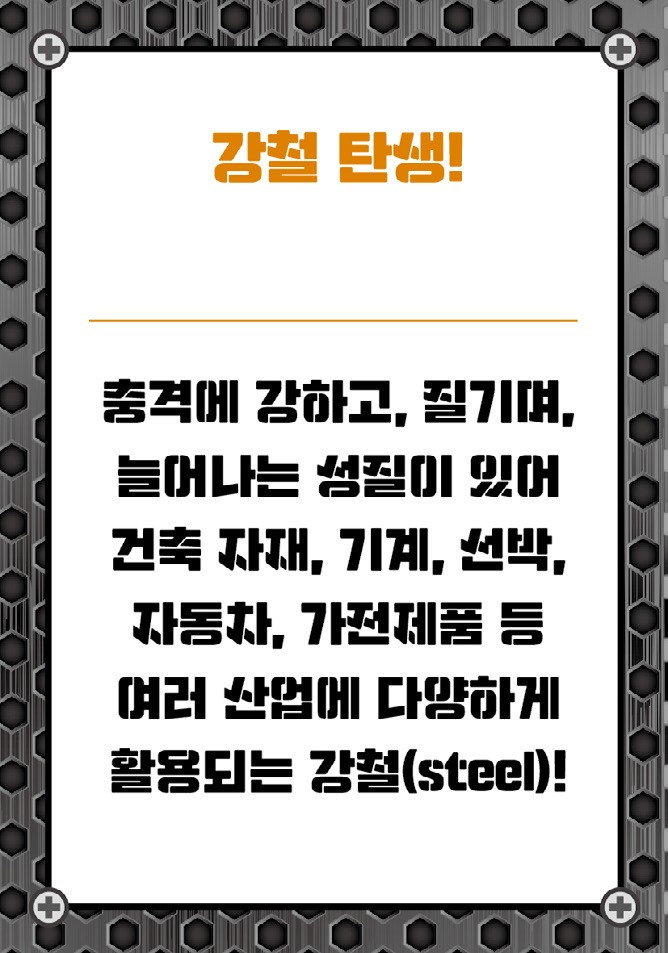 강철 탄생!
충격에 강하고, 질기며,
늘어나는 성질이 있어
건축 자재, 기계, 선박,
자동차, 가전제품 등
여러 산업에 다양하게
활용되는 강철(steel)!